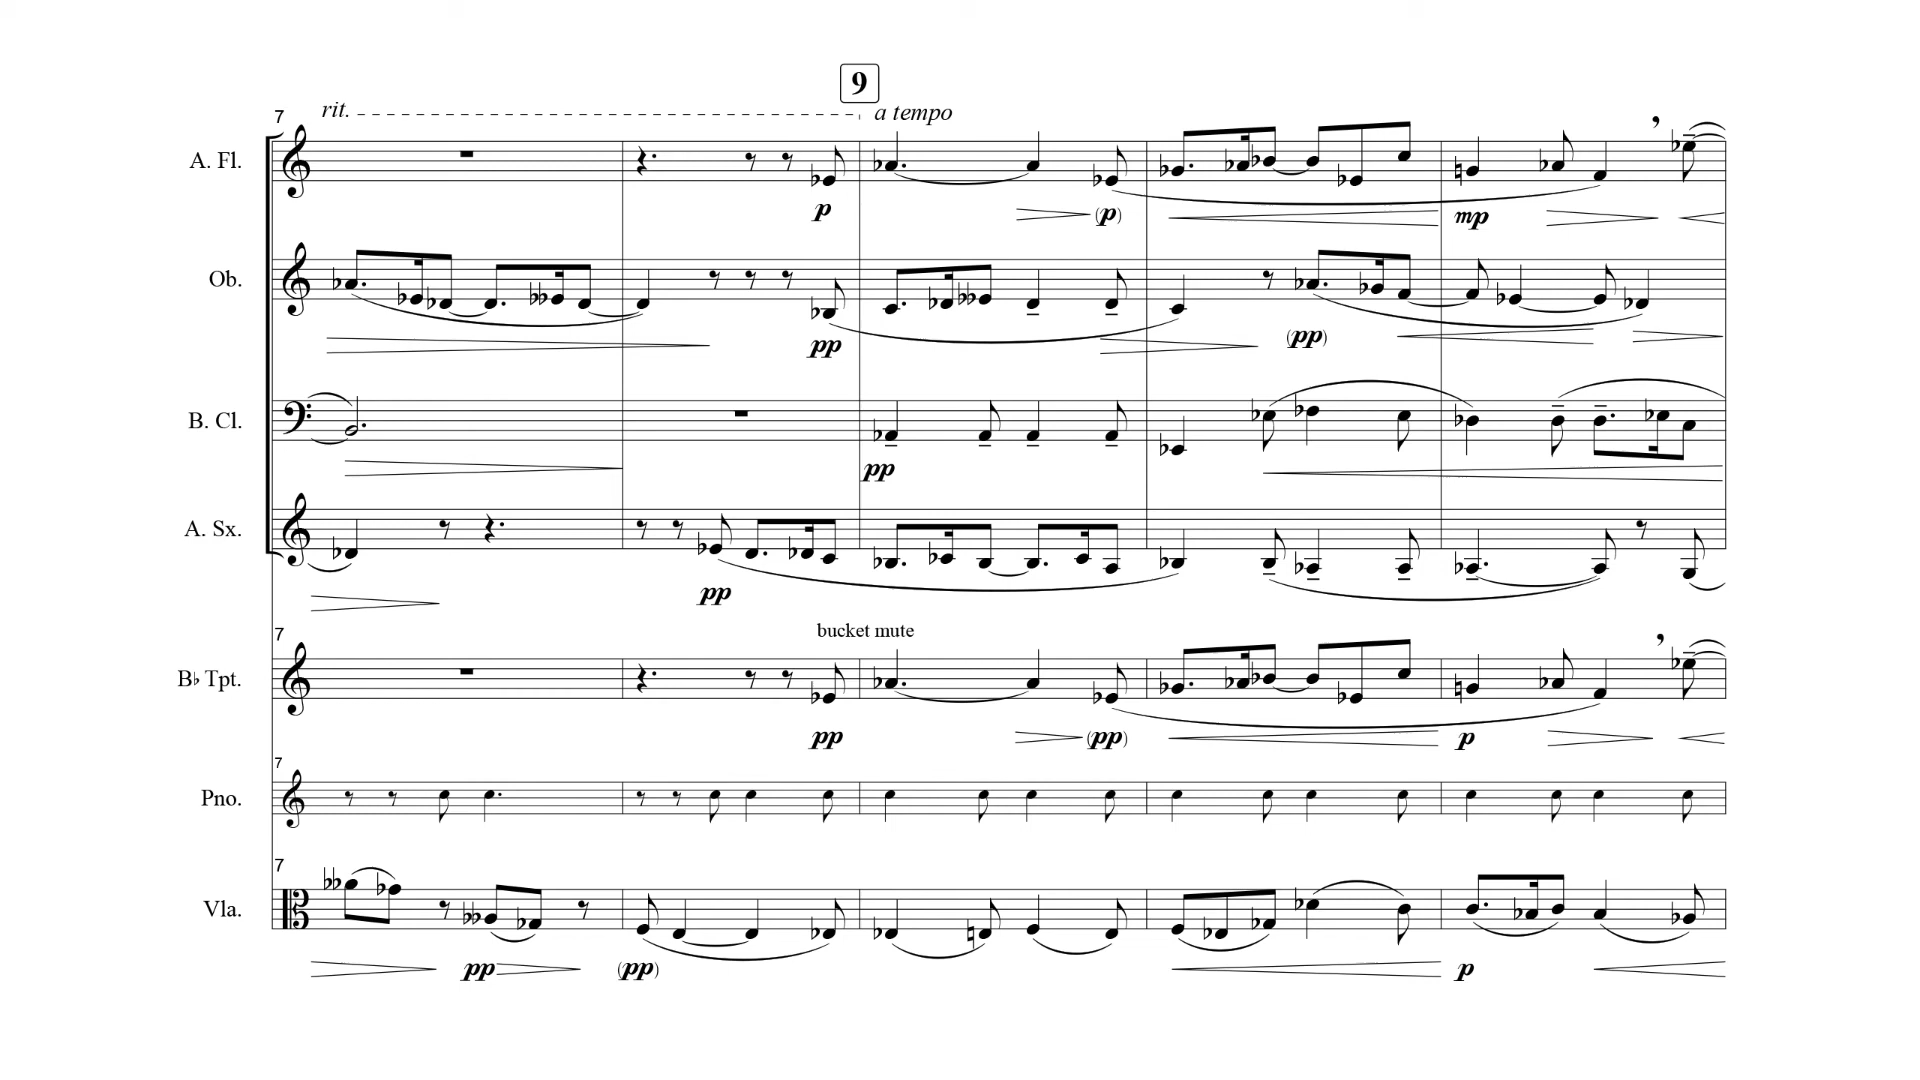 9
7 rit. a tempo
A. Fl.
p (p) mp
Ob.
pp (pp)
B. Cl.
pp
A. Sx.
pp
7 bucket mute
B♭ Tpt.
pp (pp) p
7
Pno.
7
Vla.
pp (pp) p